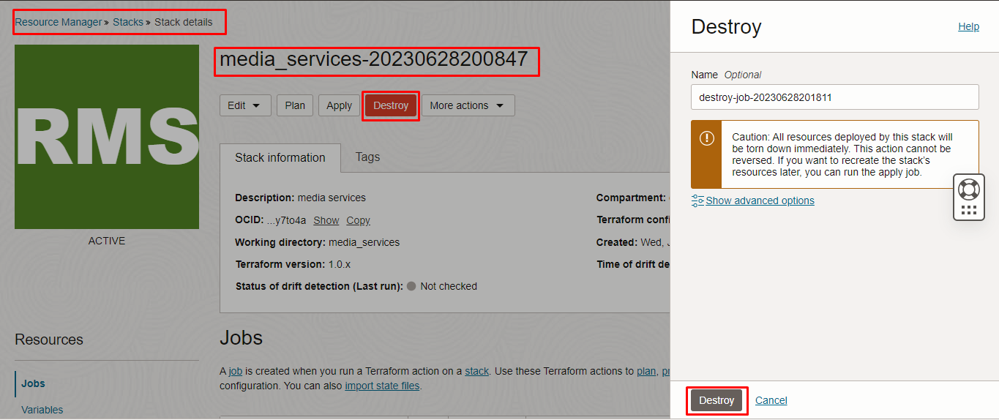 Resource Manager » Stacks » Stack details
RMS
ACTIVE
media_services-20230628200847
Edit Plan Apply Destroy More actions
Stack information Tags
Description: media services
OCID: ...y7to4a Show Copy
Working directory: media_services
Terraform version: 1.0.x
Status of drift detection (Last run): Not checked
Compartment:
Terraform confi
Created: Wed,
Time of drift de
Resources
Jobs
Variables
Jobs
A job is created when you run a Terraform action on a stack. Use these Terraform actions to plan, pr
configuration. You can also import state files.
Destroy
Help
Name Optional
destroy-job-20230628201811
Caution: All resources deployed by this stack will
be torn down immediately. This action cannot be
reversed. If you want to recreate the stack's
resources later, you can run the apply job.
Show advanced options
Destroy Cancel